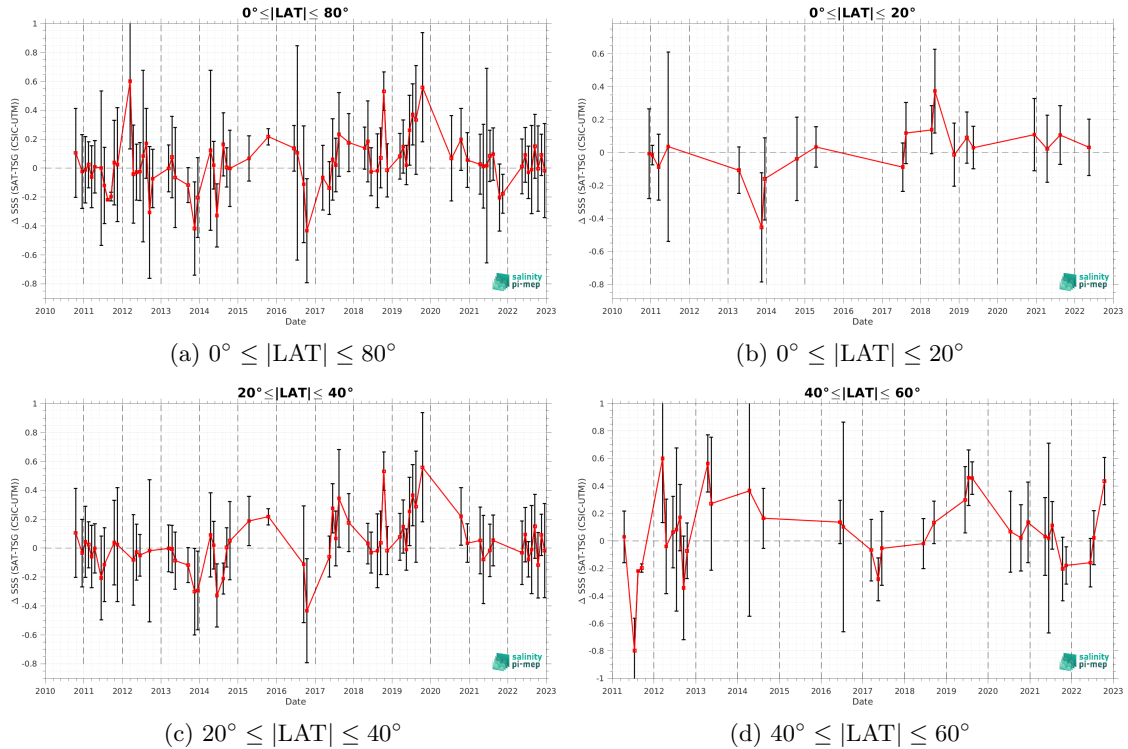 0°≤|LAT|≤ 80°
Δ SSS (SAT-TSG) (CSIC-UTM))
1
0.8
0.6
0.4
0.2
0
-0.2
-0.4
-0.6
-0.8
2010 2011 2012 2013 2014 2015 2016 2017 2018 2019 2020 2021 2022 2023
Date
salinity
pi-mep
(a) 0° ≤ |LAT| ≤ 80°
0°≤|LAT|≤ 20°
Δ SSS (SAT-TSG) (CSIC-UTM))
0.6
0.4
0.2
0
-0.2
-0.4
-0.6
-0.8
2010 2011 2012 2013 2014 2015 2016 2017 2018 2019 2020 2021 2022 2023
Date
salinity
pi-mep
(b) 0° ≤ |LAT| ≤ 20°
20°≤|LAT|≤ 40°
Δ SSS (SAT-TSG) (CSIC-UTM))
1
0.8
0.6
0.4
0.2
0
-0.2
-0.4
-0.6
-0.8
2010 2011 2012 2013 2014 2015 2016 2017 2018 2019 2020 2021 2022 2023
Date
salinity
pi-mep
(c) 20° ≤ |LAT| ≤ 40°
40°≤|LAT|≤ 60°
Δ SSS (SAT-TSG) (CSIC-UTM))
1
0.8
0.6
0.4
0.2
0
-0.2
-0.4
-0.6
-0.8
-1
2011 2012 2013 2014 2015 2016 2017 2018 2019 2020 2021 2022 2023
Date
salinity
pi-mep
(d) 40° ≤ |LAT| ≤ 60°